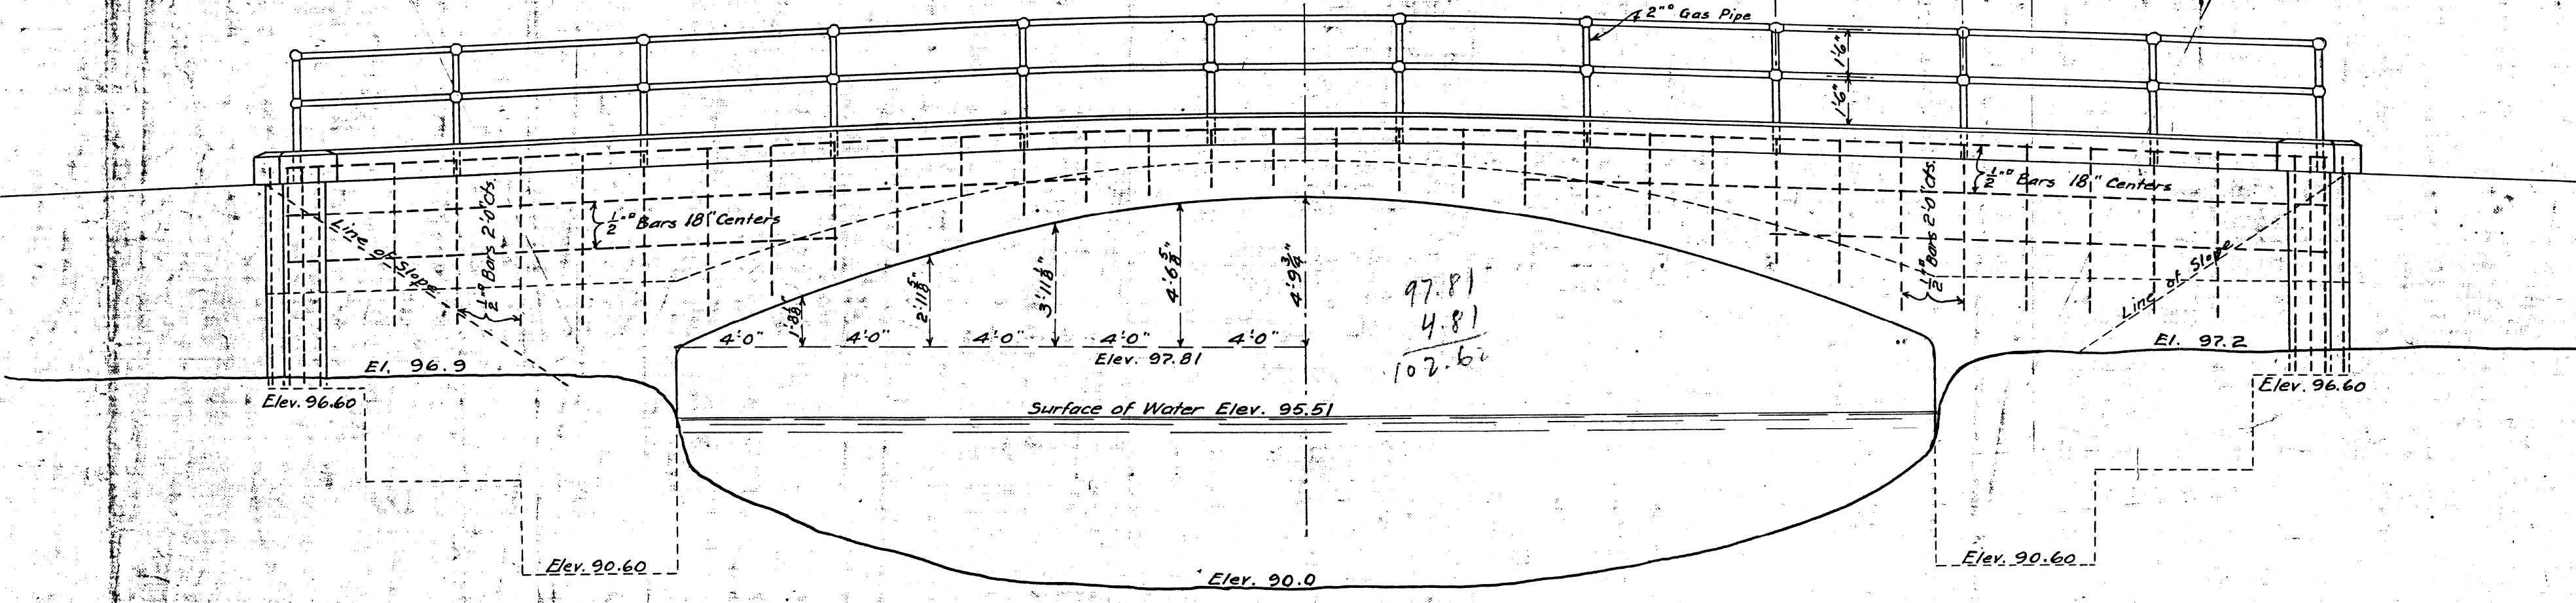 2"° Gas Pipe
1'6"
1'6"
1/2"□ Bars 18" Centers
1/2"□ Bars 18" Centers
1/2"□ Bars 2'0" cts.
1/2"□ Bars 2'0" cts.
Line of Slope
Line of Slope
1'-8 1/8"
2'-11 5/8"
3'-11 1/8"
4'-6 5/8"
4'-9 3/4"
4'-0" 4'-0" 4'-0" 4'-0" 4'-0"
Elev. 97.81
97.81
4.81
El. 96.9
El. 97.2
Elev. 96.60
Elev. 96.60
Surface of Water Elev. 95.51
Elev. 90.60
Elev. 90.60
Elev. 90.0